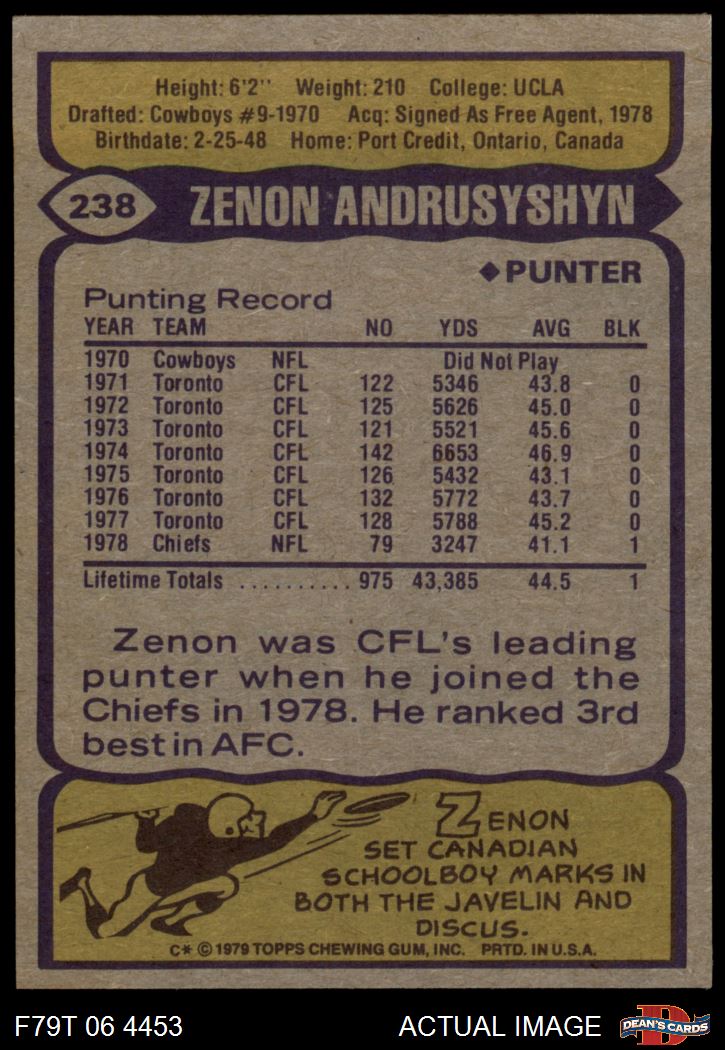 Height: 6'2'' Weight: 210 College: UCLA
Drafted: Cowboys #9-1970 Acq: Signed As Free Agent, 1978
Birthdate: 2-25-48 Home: Port Credit, Ontario, Canada
238 ZENON ANDRUSYSHYN
◆PUNTER
Punting Record
YEAR TEAM NO YDS AVG BLK
1970 Cowboys NFL Did Not Play
1971 Toronto CFL 122 5346 43.8 0
1972 Toronto CFL 125 5626 45.0 0
1973 Toronto CFL 121 5521 45.6 0
1974 Toronto CFL 142 6653 46.9 0
1975 Toronto CFL 126 5432 43.1 0
1976 Toronto CFL 132 5772 43.7 0
1977 Toronto CFL 128 5788 45.2 0
1978 Chiefs NFL 79 3247 41.1 1
Lifetime Totals .......... 975 43,385 44.5 1
Zenon was CFL's leading
punter when he joined the
Chiefs in 1978. He ranked 3rd
best in AFC.
ZENON
SET CANADIAN
SCHOOLBOY MARKS IN
BOTH THE JAVELIN AND
DISCUS.
C* © 1979 TOPPS CHEWING GUM, INC. PRTD. IN U.S.A.
F79T 06 4453 ACTUAL IMAGE D DEAN'S CARDS